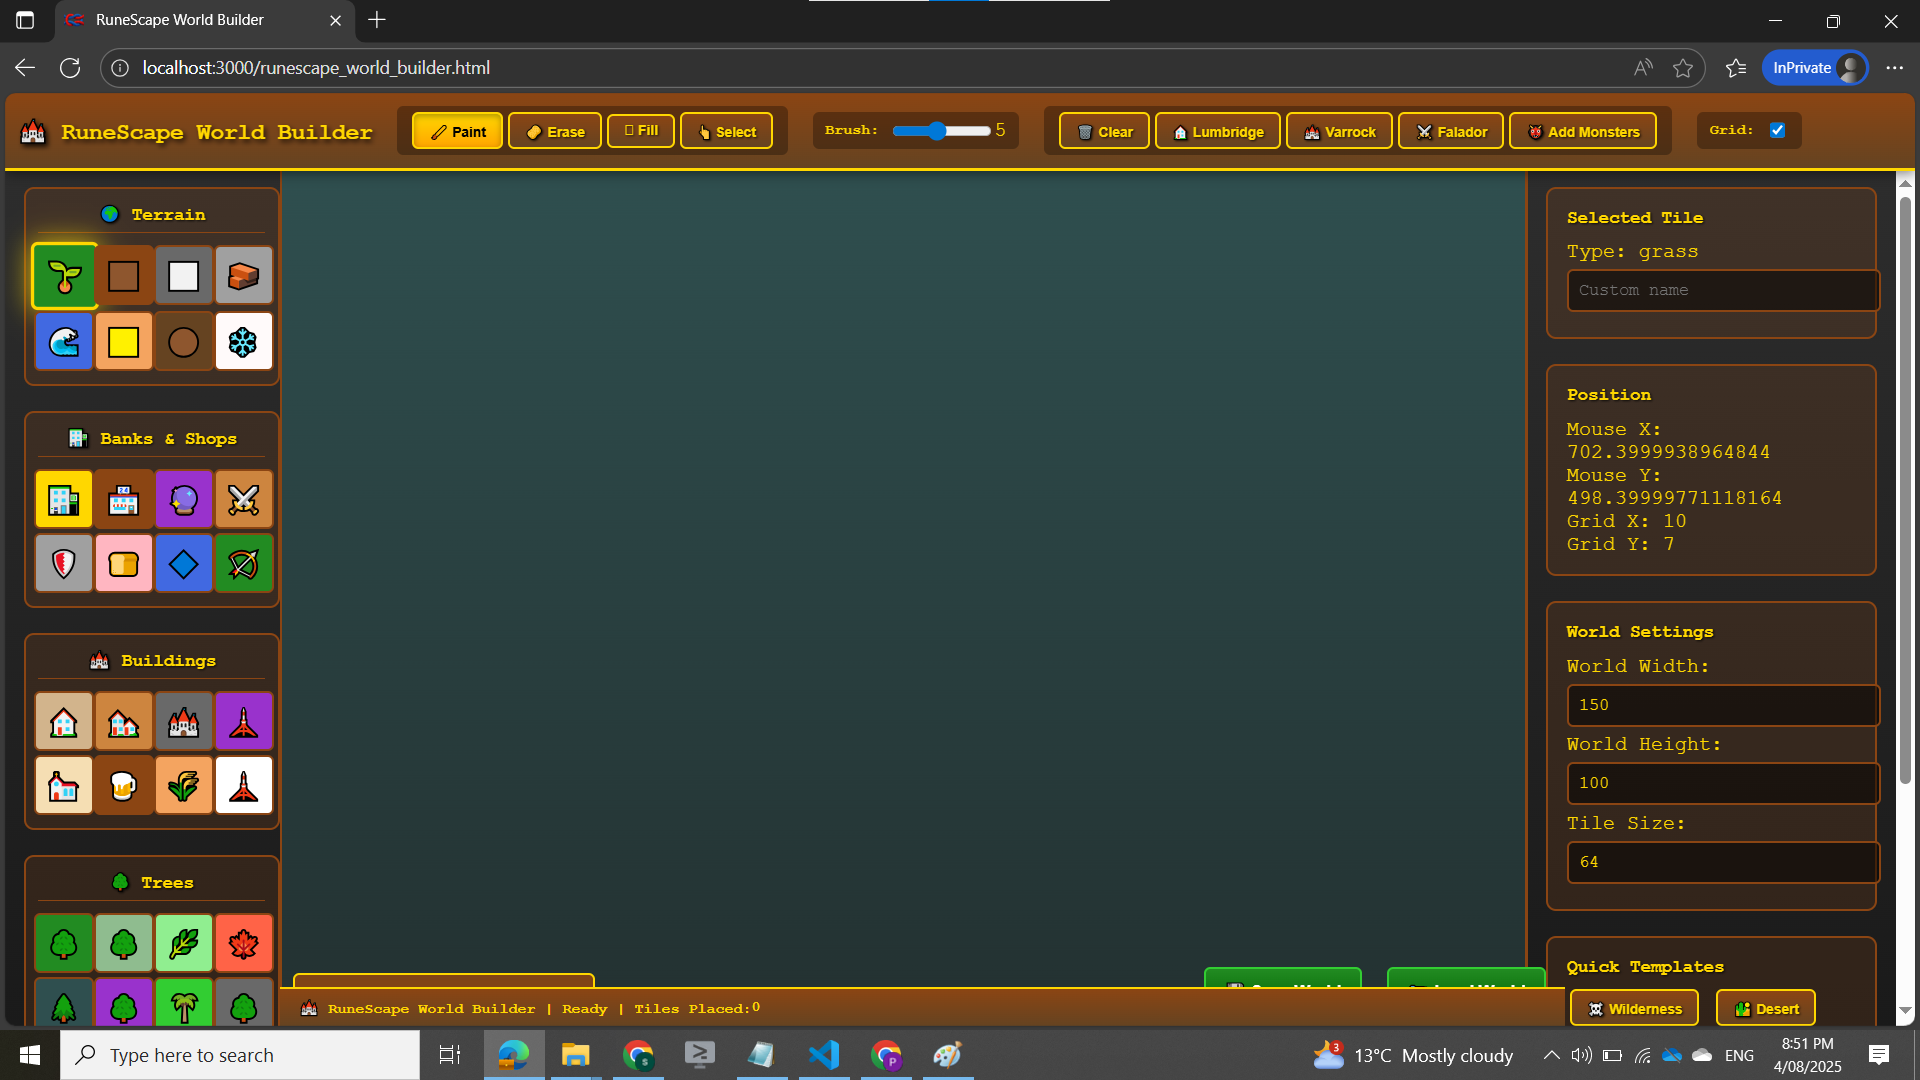 RuneScape World Builder
localhost:3000/runescape_world_builder.html
InPrivate
RuneScape World Builder
Paint
Erase
Fill
Select
Brush:
5
Clear
Lumbridge
Varrock
Falador
Add Monsters
Grid:
Terrain
Banks & Shops
24
Buildings
Trees
Selected Tile
Type: grass
Custom name
Position
Mouse X:
702.3999938964844
Mouse Y:
498.39999771118164
Grid X: 10
Grid Y: 7
World Settings
World Width:
150
World Height:
100
Tile Size:
64
Quick Templates
Wilderness
Desert
RuneScape World Builder | Ready | Tiles Placed:0
Type here to search
S
P
3
13°C Mostly cloudy
ENG
8:51 PM
4/08/2025